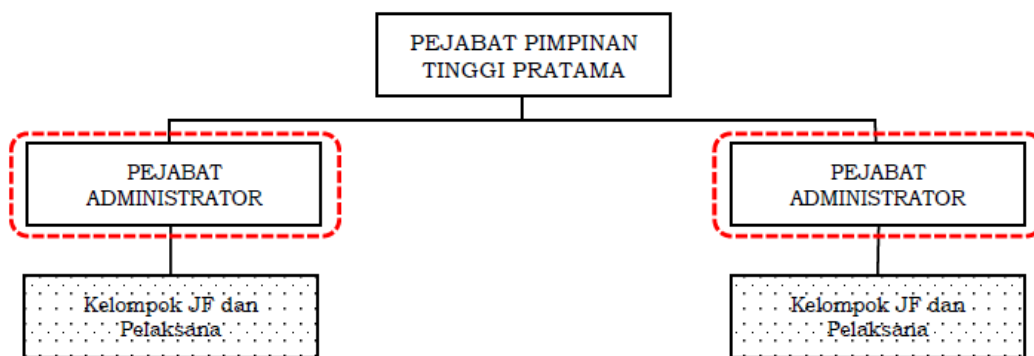 PEJABAT PIMPINAN
TINGGI PRATAMA
PEJABAT
ADMINISTRATOR
PEJABAT
ADMINISTRATOR
Kelompok JF dan
Pelaksana
Kelompok JF dan
Pelaksana